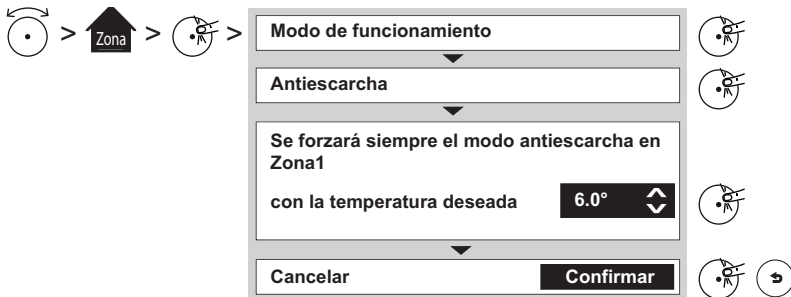 > Zona > >
Modo de funcionamiento
Antiescarcha
Se forzará siempre el modo antiescarcha en
Zona1
con la temperatura deseada 6.0°
Cancelar Confirmar